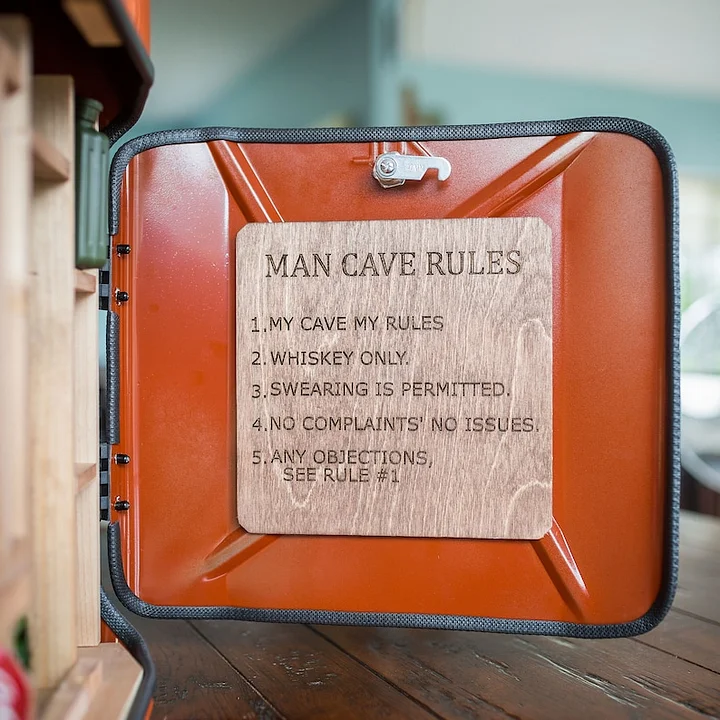 MAN CAVE RULES
1. MY CAVE MY RULES
2. WHISKEY ONLY.
3. SWEARING IS PERMITTED.
4. NO COMPLAINTS' NO ISSUES.
5. ANY OBJECTIONS,
SEE RULE #1